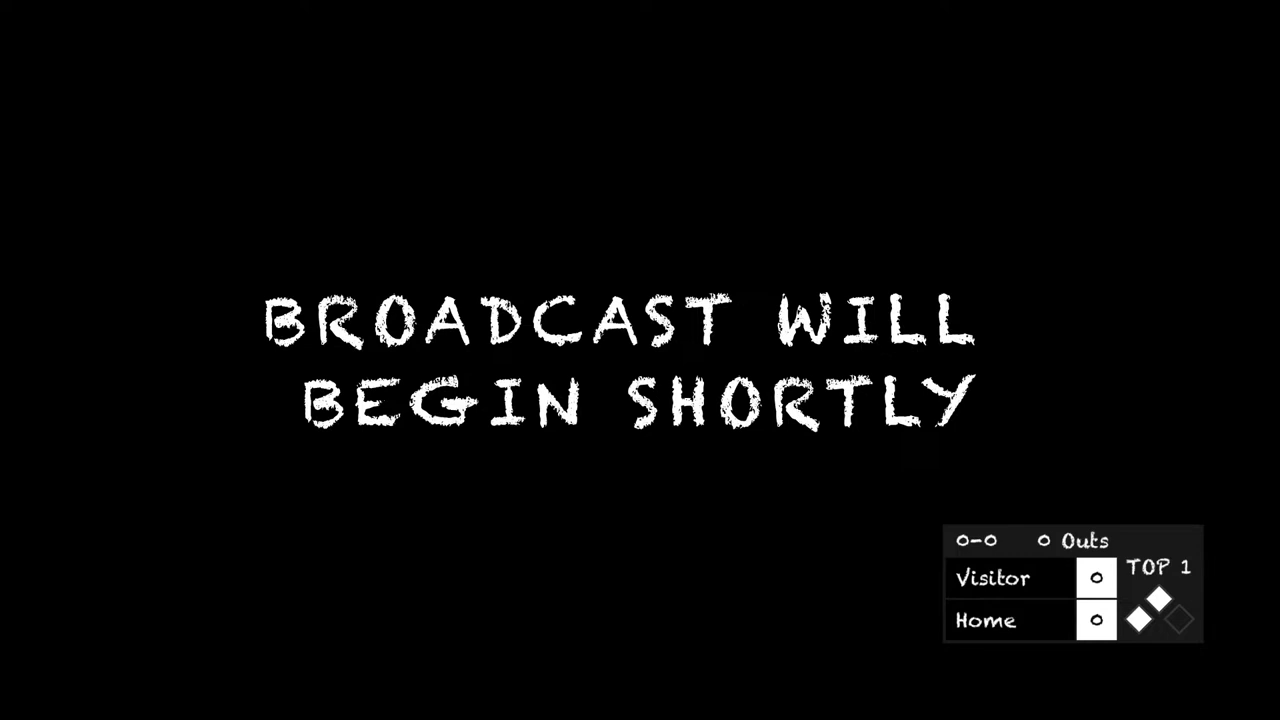 BROADCAST WILL
BEGIN SHORTLY
0-0 0 Outs
TOP 1
Visitor 0
Home 0